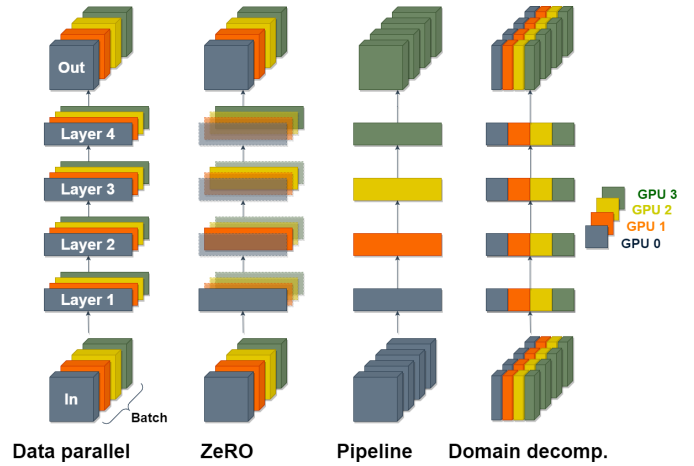 Out
Layer 4
Layer 3
Layer 2
Layer 1
In
Batch
GPU 3
GPU 2
GPU 1
GPU 0
Data parallel
ZeRO
Pipeline
Domain decomp.